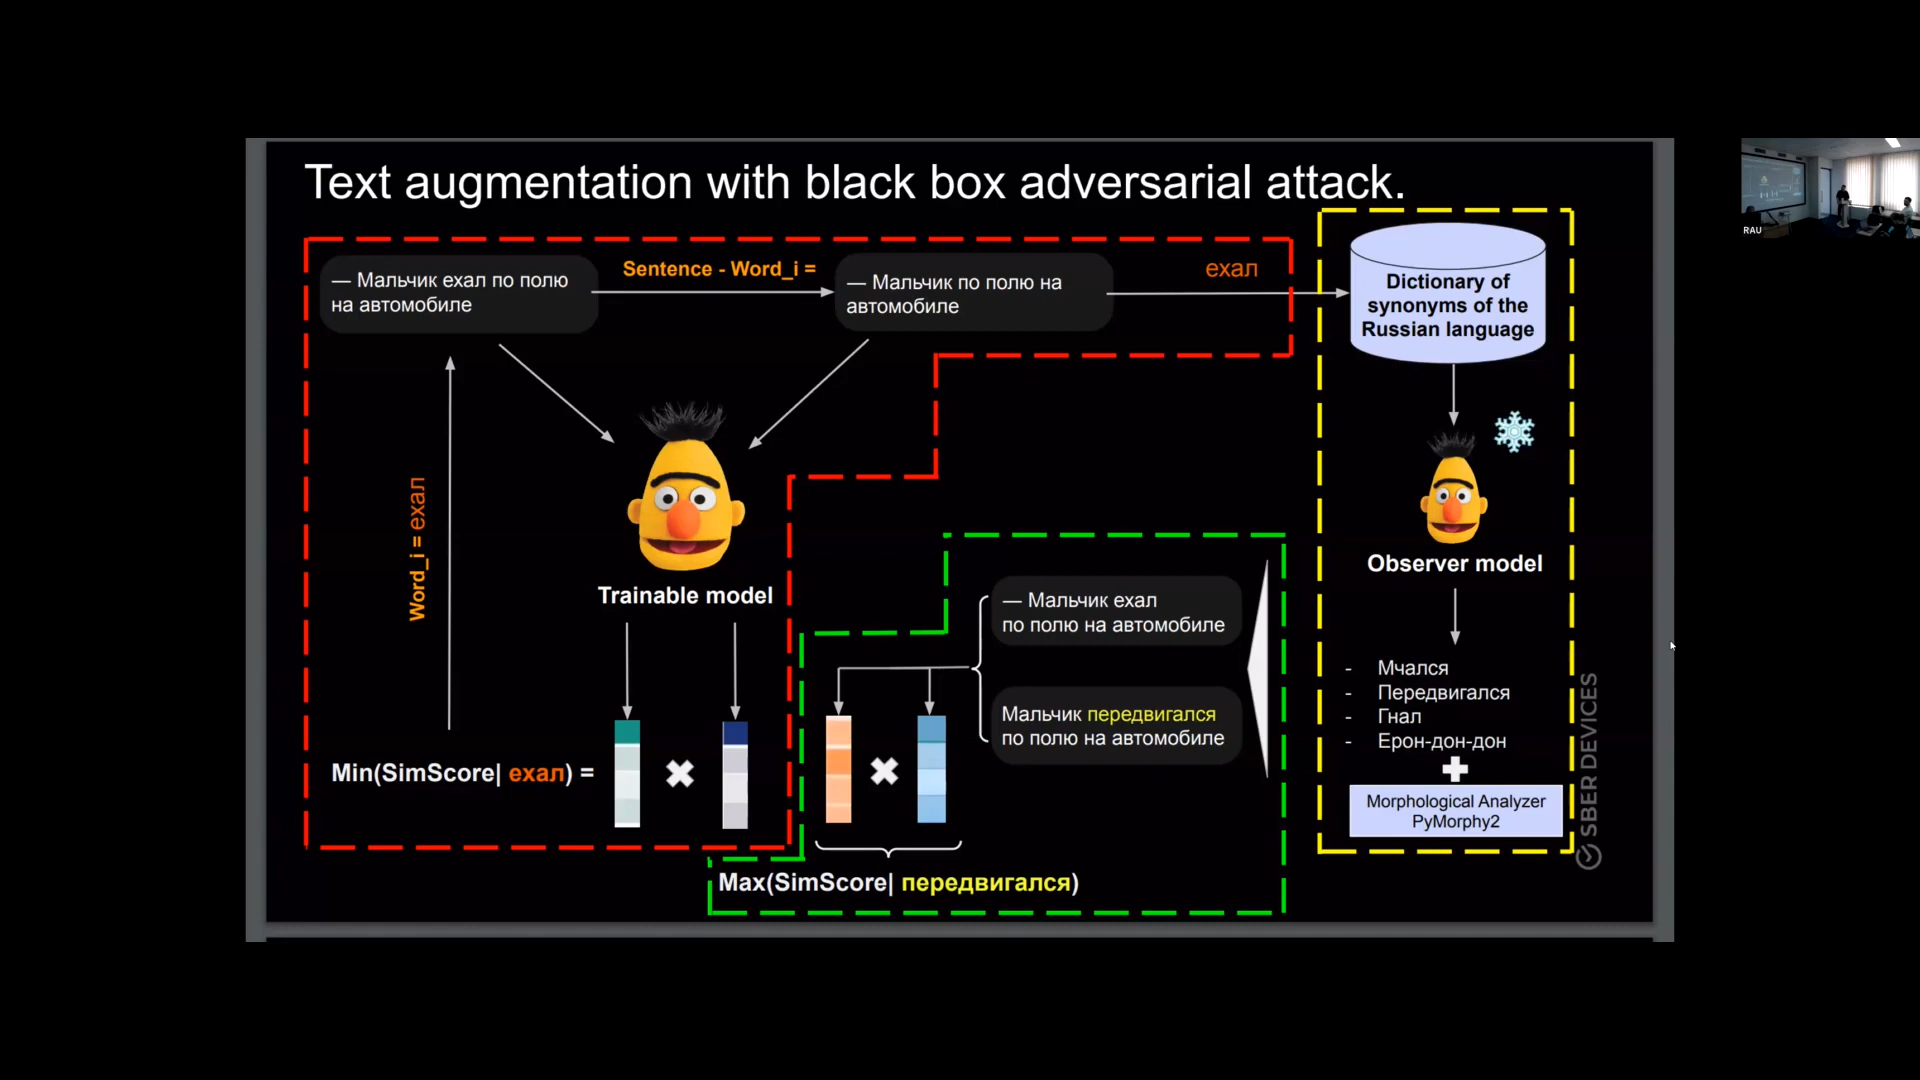 Text augmentation with black box adversarial attack.
— Мальчик ехал по полю
на автомобиле
Sentence - Word_i =
— Мальчик по полю на
автомобиле
ехал
Dictionary of
synonyms of the
Russian language
Word_i = ехал
Trainable model
Observer model
Min(SimScore| ехал) =
— Мальчик ехал
по полю на автомобиле
Мальчик передвигался
по полю на автомобиле
Max(SimScore| передвигался)
- Мчался
- Передвигался
- Гнал
- Ерон-дон-дон
Morphological Analyzer
PyMorphy2
SBER DEVICES
RAU